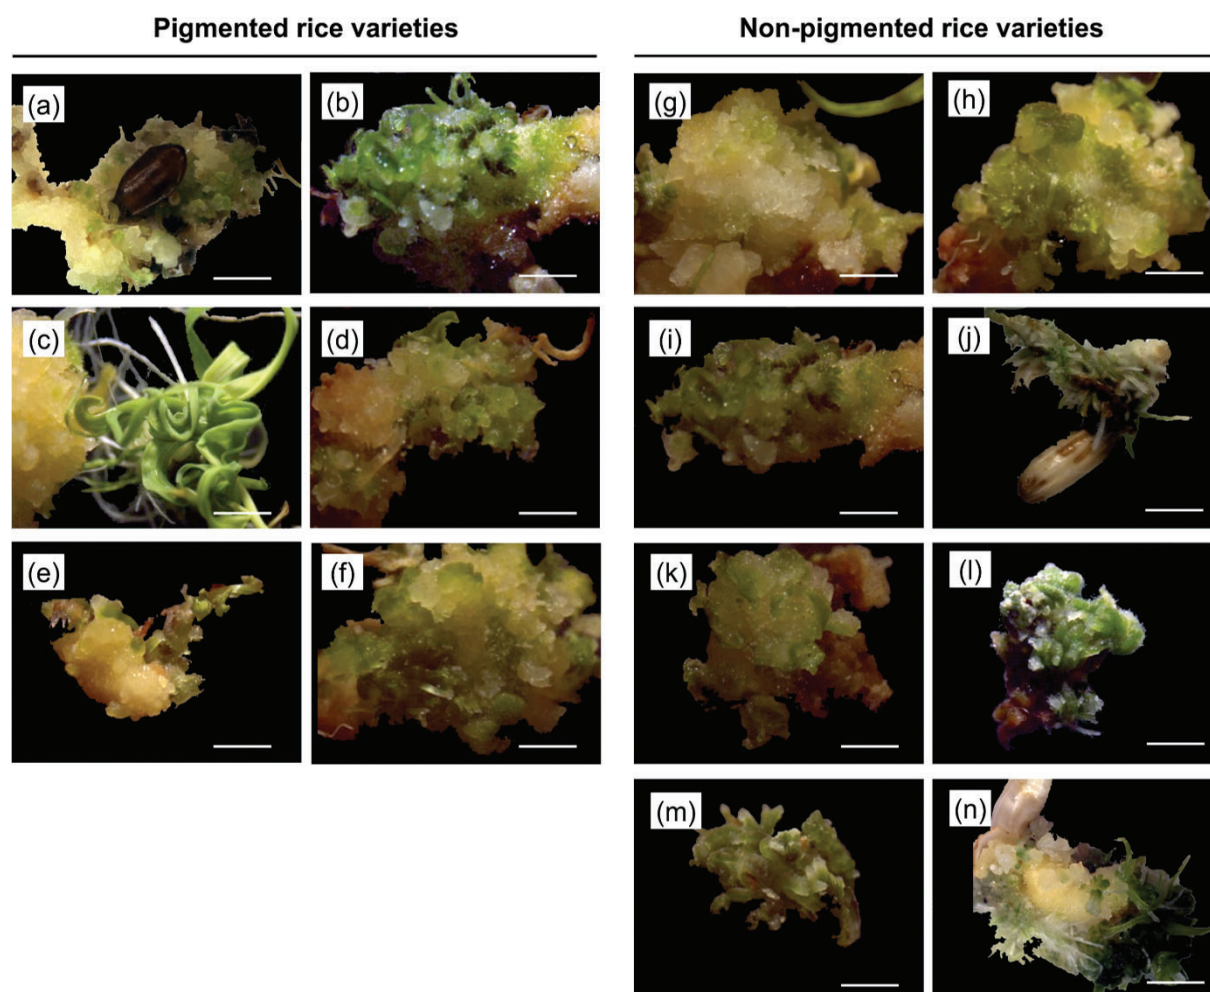 Pigmented rice varieties
Non-pigmented rice varieties
(a)
(b)
(g)
(h)
(c)
(d)
(i)
(j)
(e)
(f)
(k)
(l)
(m)
(n)